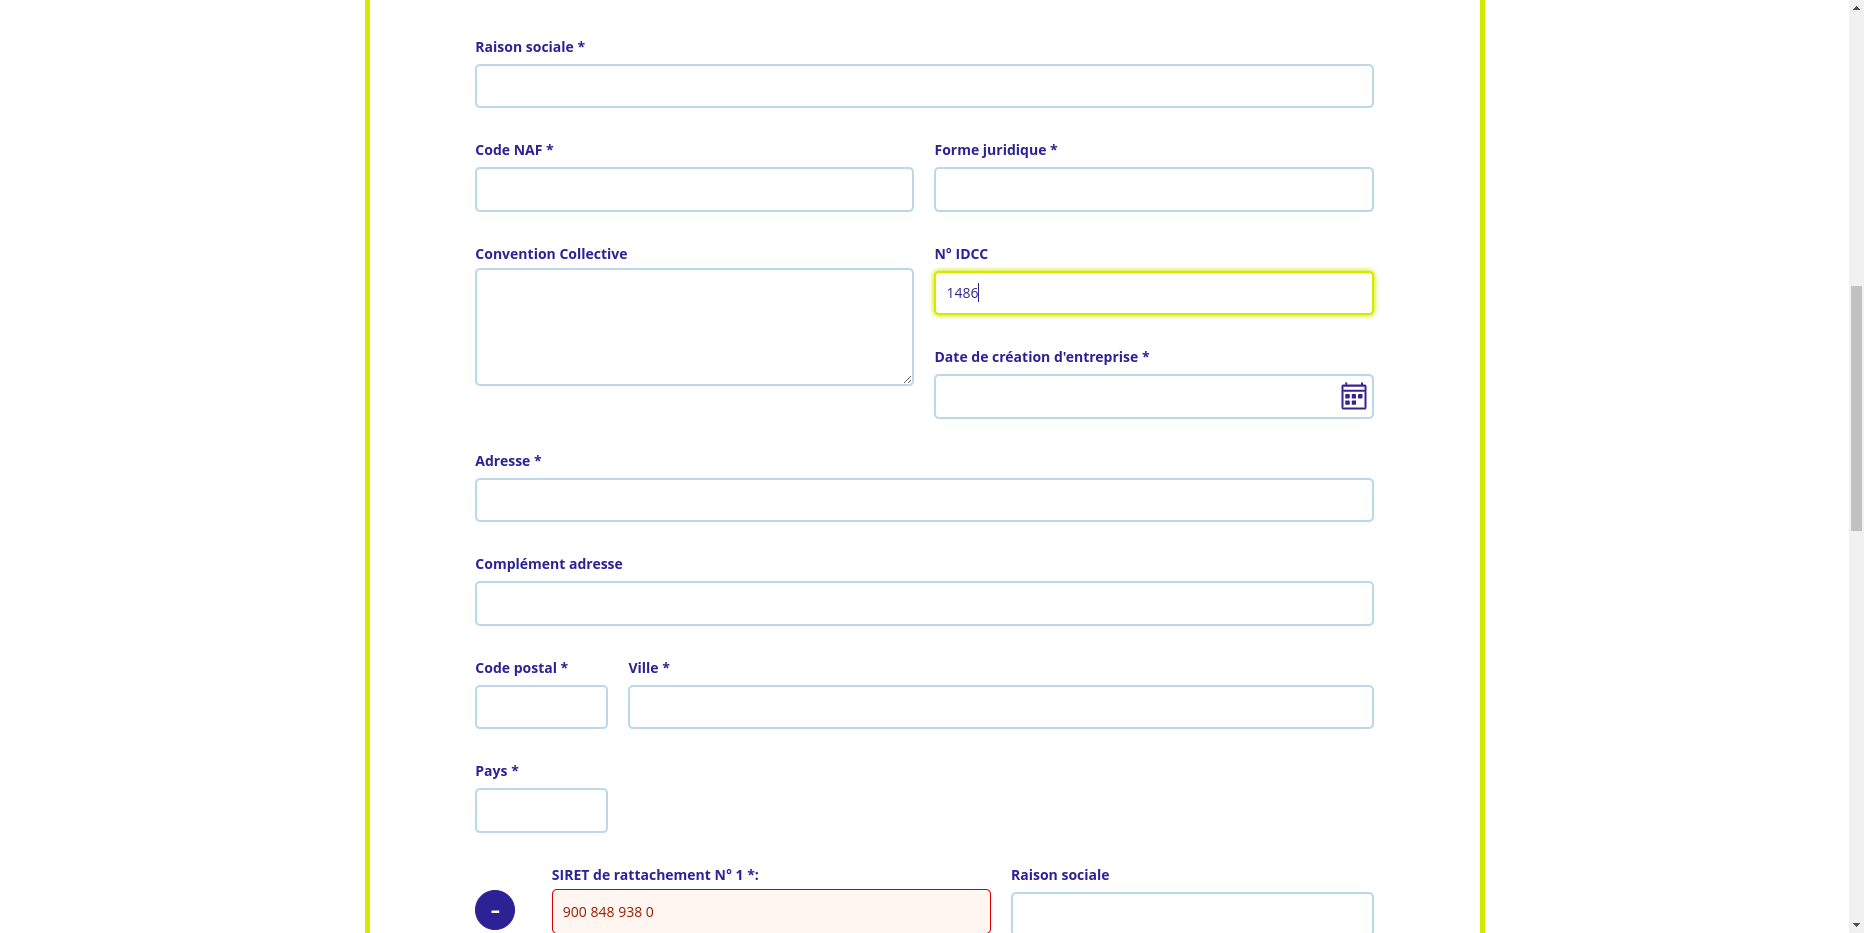 Raison sociale *
Code NAF *
Forme juridique *
Convention Collective
N° IDCC
1486
Date de création d'entreprise *
Adresse *
Complément adresse
Code postal *
Ville *
Pays *
SIRET de rattachement N° 1 *:
Raison sociale
-
900 848 938 0